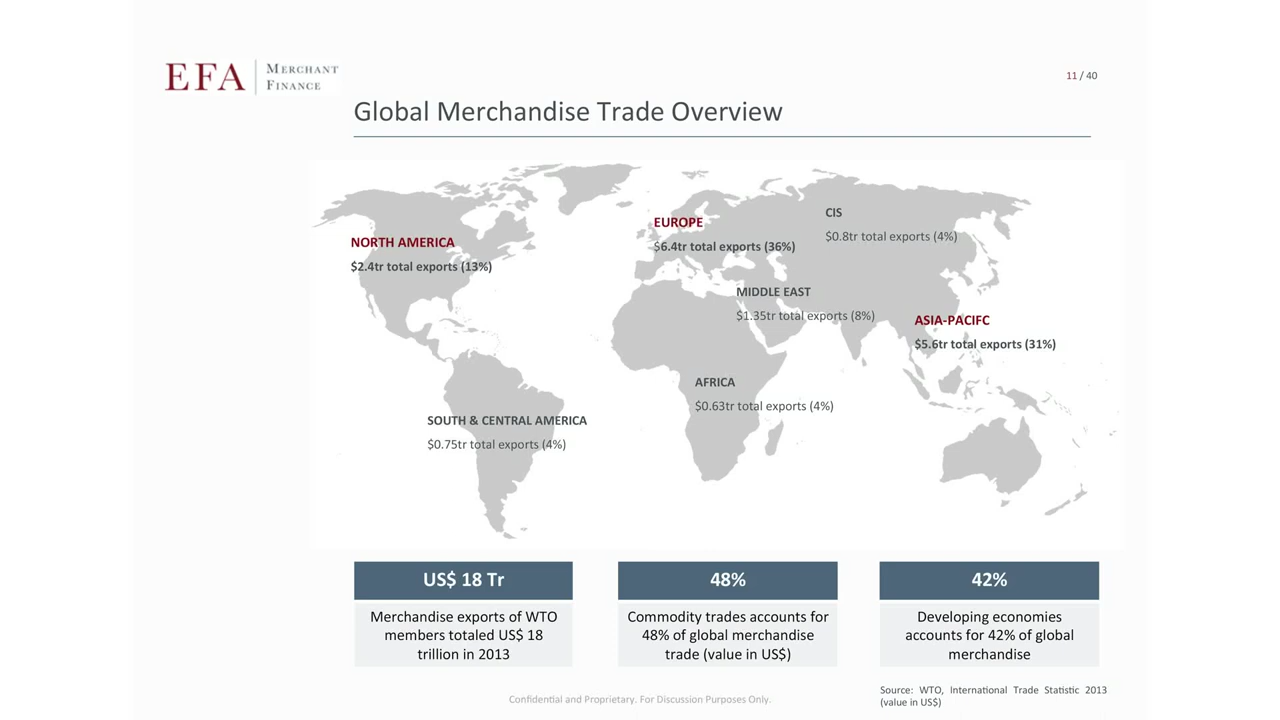 EFA MERCHANT
FINANCE
11 / 40
Global Merchandise Trade Overview
CIS
$0.8tr total exports (4%)
EUROPE
$6.4tr total exports (36%)
NORTH AMERICA
$2.4tr total exports (13%)
MIDDLE EAST
$1.35tr total exports (8%)
ASIA-PACIFC
$5.6tr total exports (31%)
AFRICA
$0.63tr total exports (4%)
SOUTH & CENTRAL AMERICA
$0.75tr total exports (4%)
US$ 18 Tr
Merchandise exports of WTO
members totaled US$ 18
trillion in 2013
48%
Commodity trades accounts for
48% of global merchandise
trade (value in US$)
42%
Developing economies
accounts for 42% of global
merchandise
Source: WTO, International Trade Statistic 2013
(value in US$)
Confidential and Proprietary. For Discussion Purposes Only.